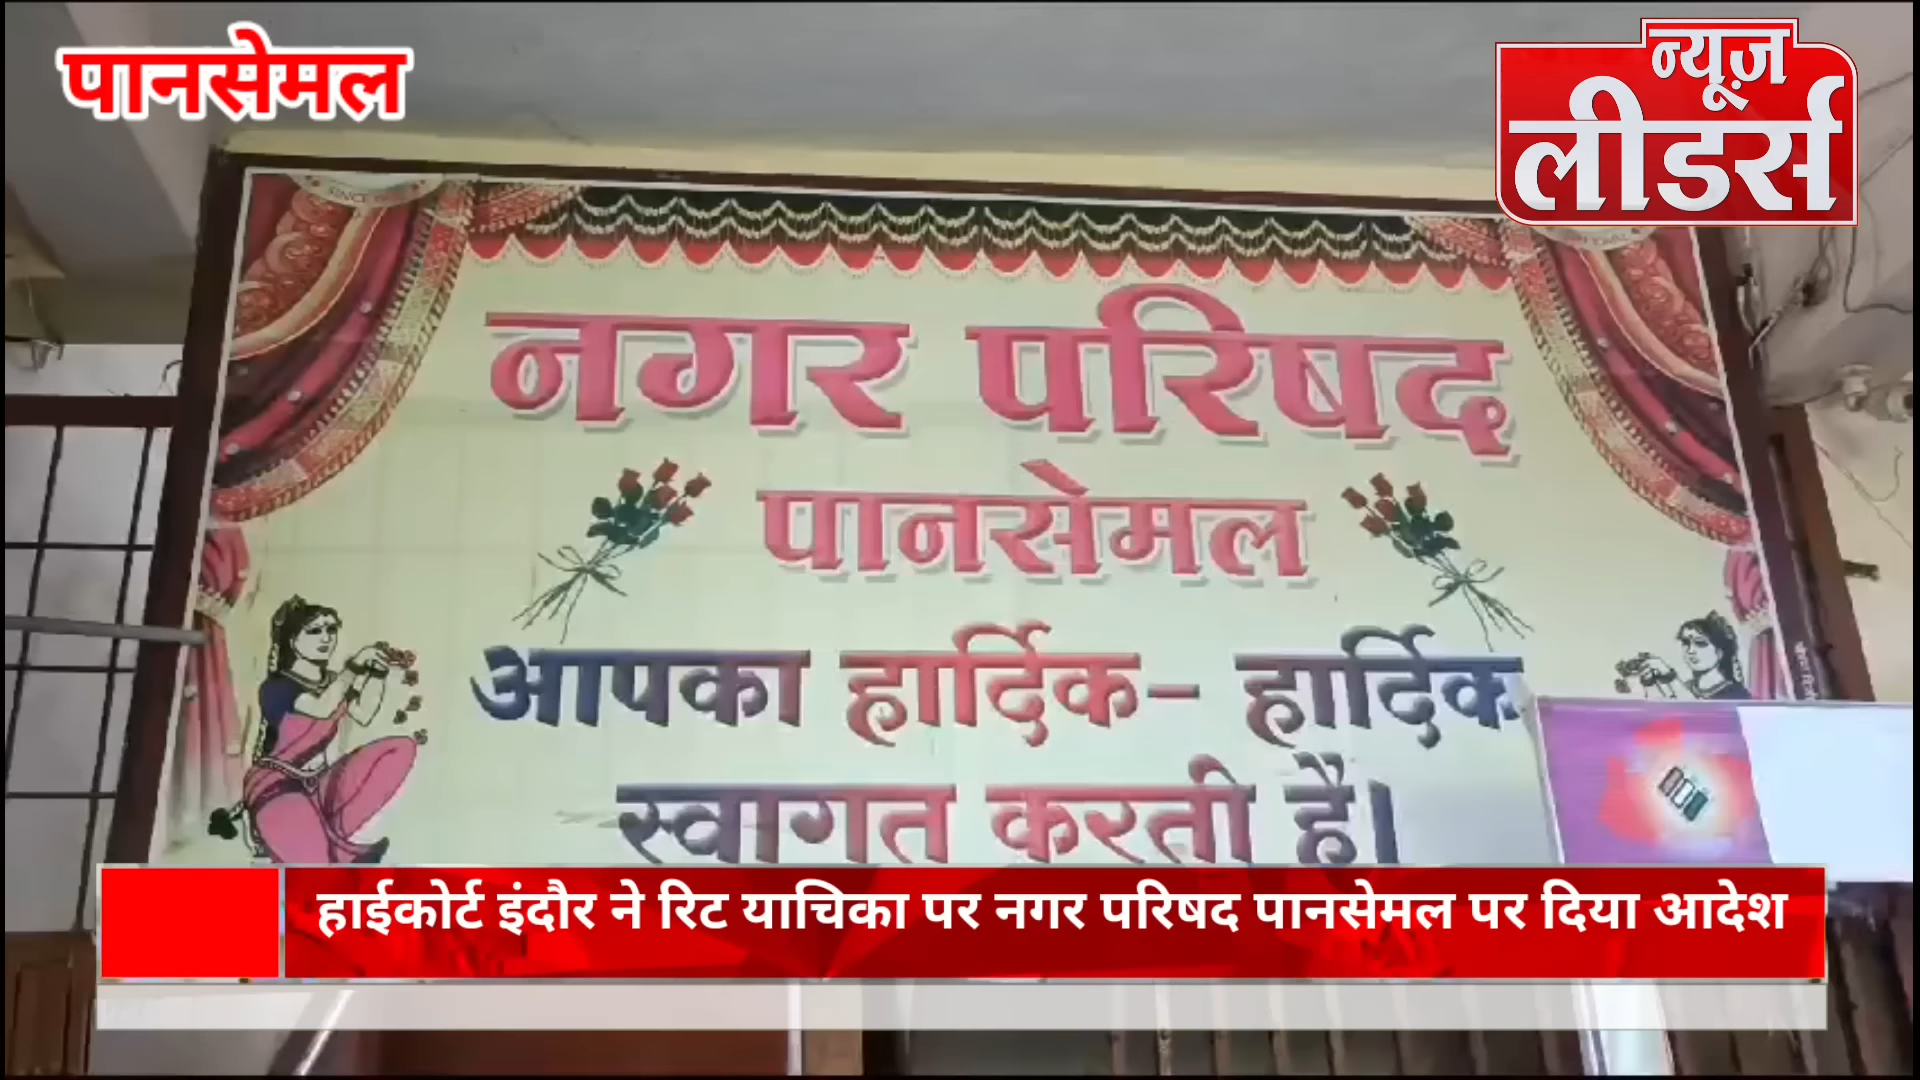 पानसेमल
न्यूज़
लीडर्स
नगर परिषद
पानसेमल
आपका हार्दिक- हार्दिक
स्वागत करती है।
हाईकोर्ट इंदौर ने रिट याचिका पर नगर परिषद पानसेमल पर दिया आदेश